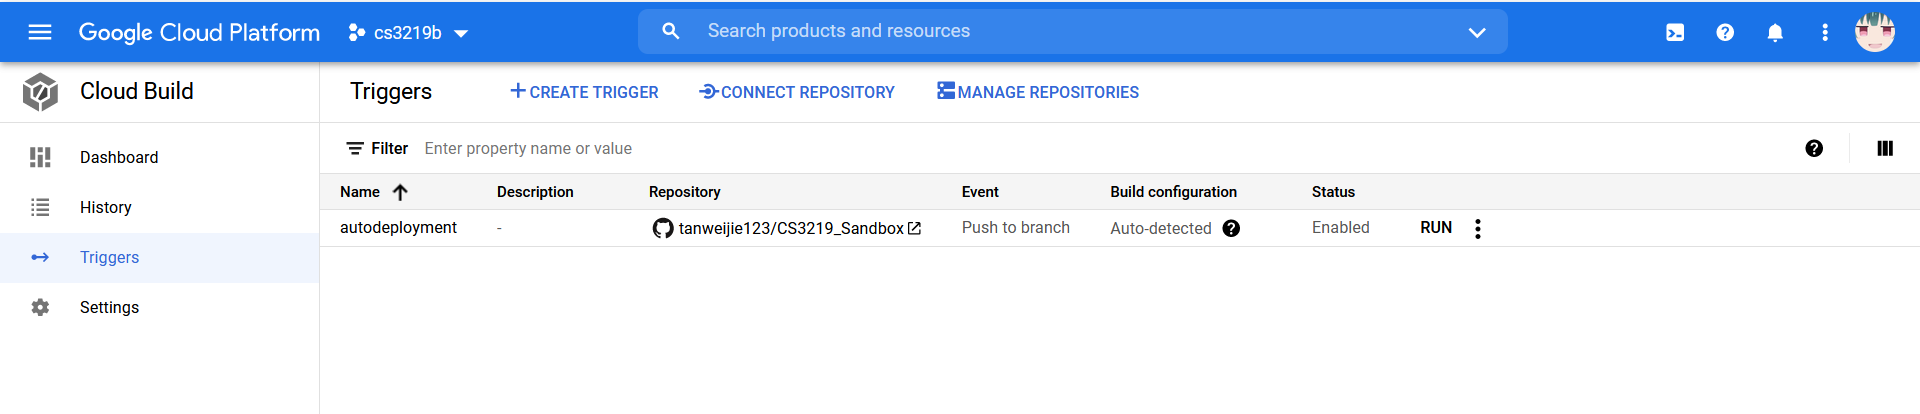 Google Cloud Platform cs3219b Search products and resources
Cloud Build
Triggers CREATE TRIGGER CONNECT REPOSITORY MANAGE REPOSITORIES
Dashboard
History
Triggers
Settings
Filter Enter property name or value
Name Description Repository Event Build configuration Status
autodeployment - tanweijie123/CS3219_Sandbox Push to branch Auto-detected Enabled RUN